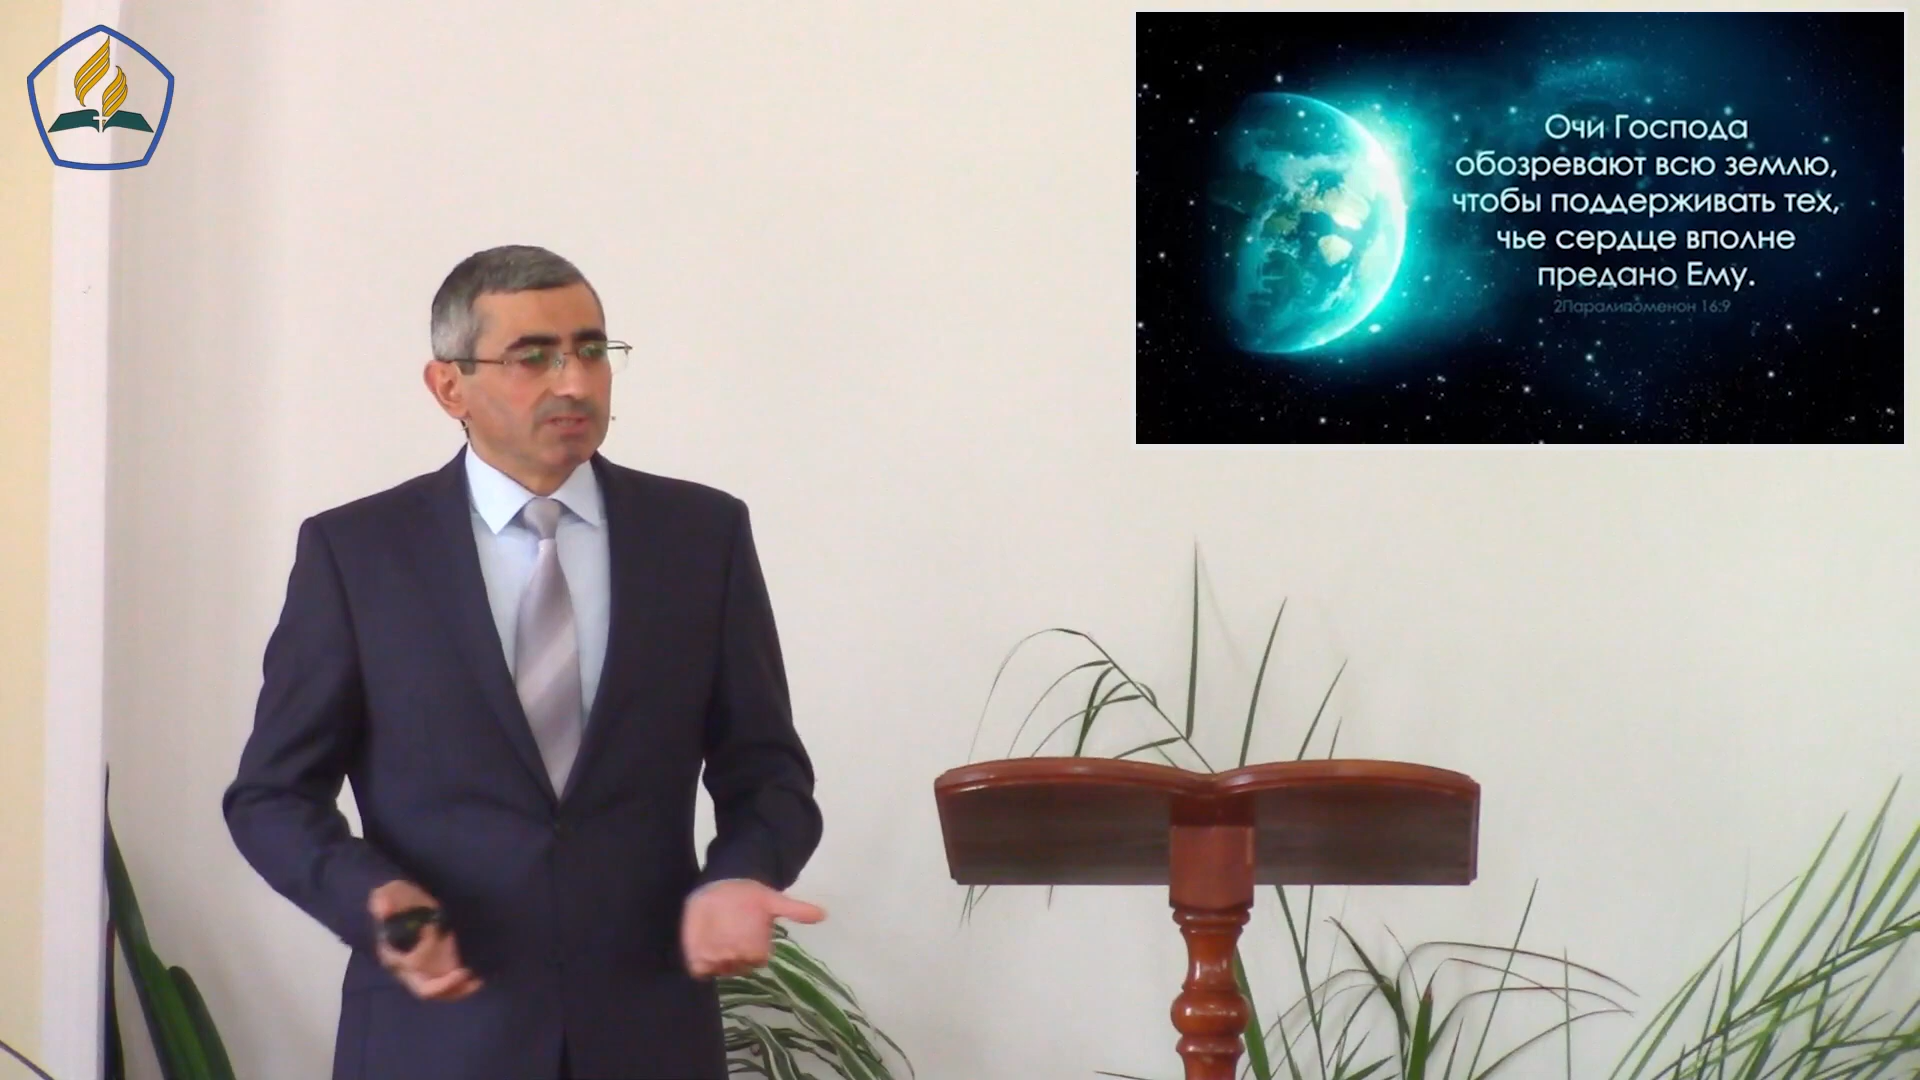 Очи Господа
обозревают всю землю,
чтобы поддерживать тех,
чье сердце вполне
предано Ему.
2Паралипоменон 16:9